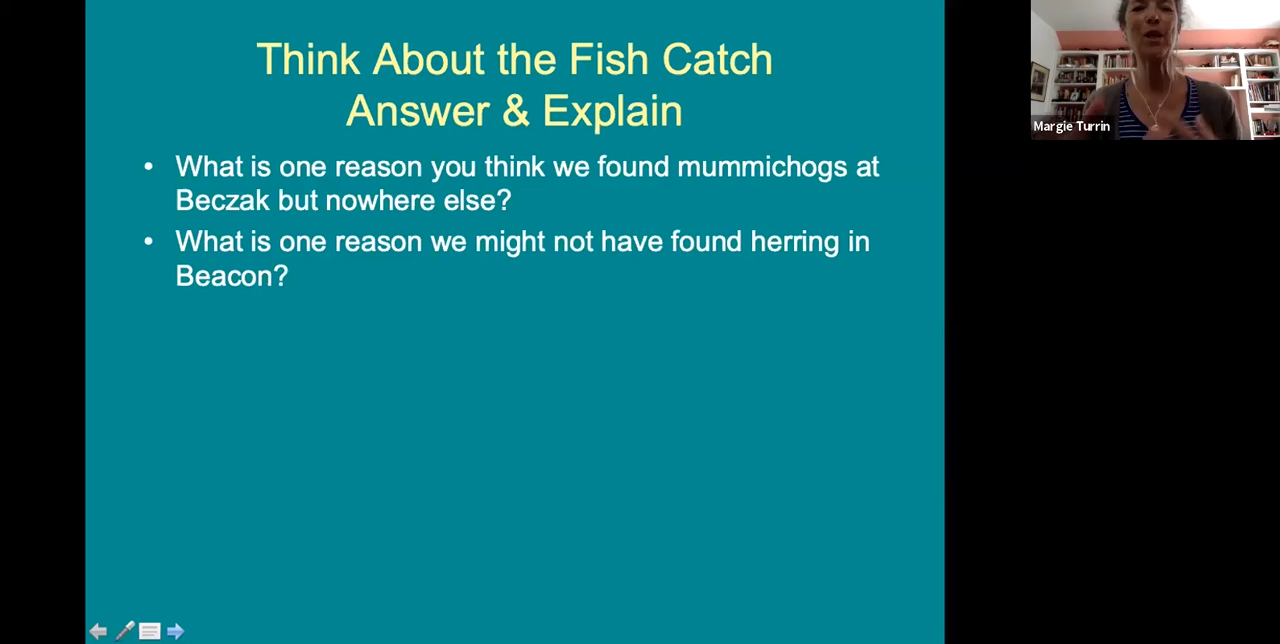 Think About the Fish Catch
Answer & Explain
• What is one reason you think we found mummichogs at
Beczak but nowhere else?
• What is one reason we might not have found herring in
Beacon?
Margie Turrin